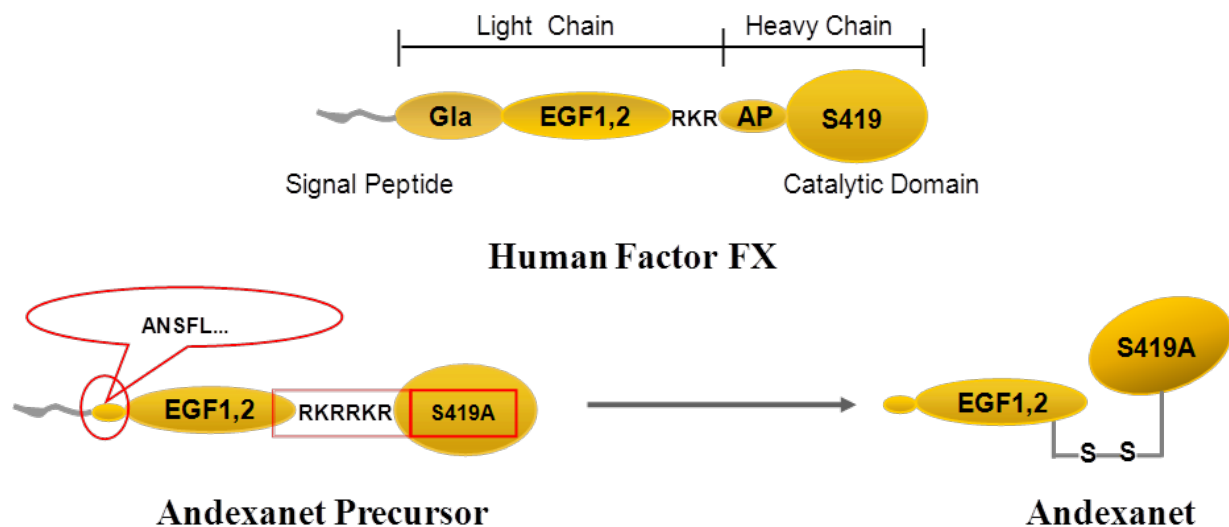 Light Chain
Heavy Chain
Gla
EGF1,2
RKR
AP
S419
Signal Peptide
Catalytic Domain
Human Factor FX
ANSFL...
EGF1,2
RKRRKR
S419A
S419A
EGF1,2
S S
Andexanet Precursor
Andexanet